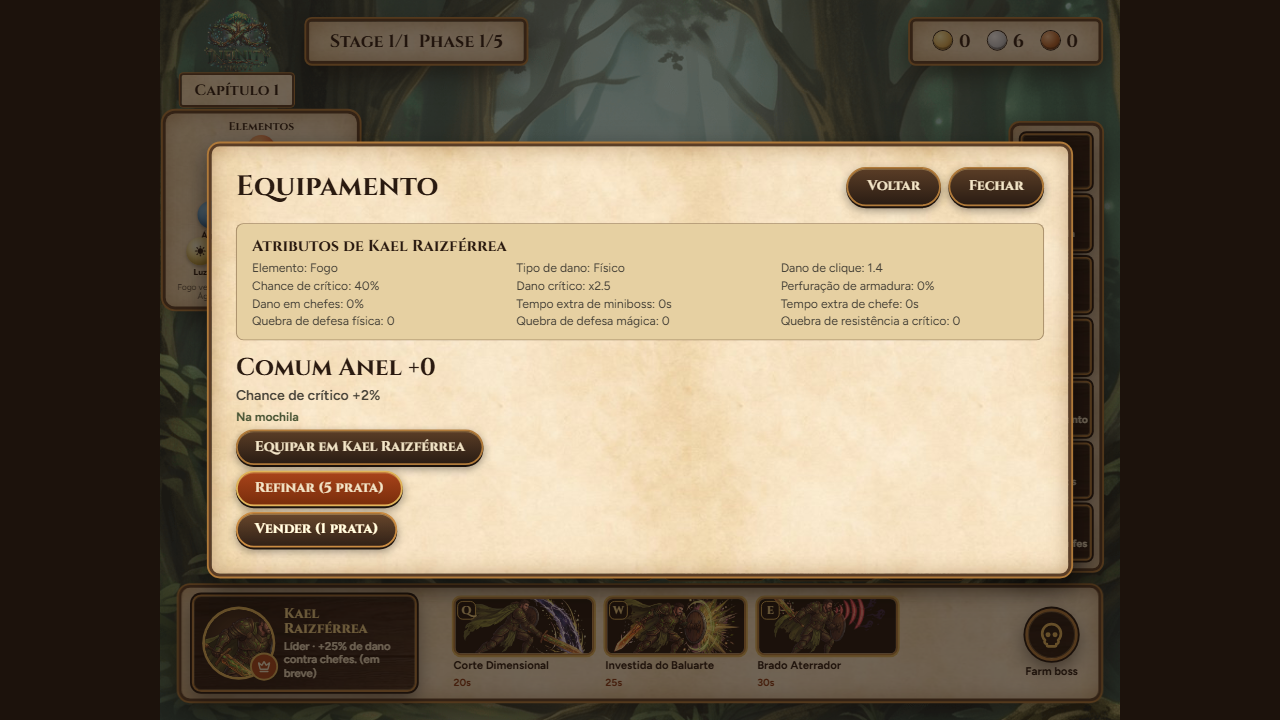 Stage 1/1 Phase 1/5
0 6 0
Capítulo 1
Elementos
Equipamento
Voltar
Fechar
Atributos de Kael Raizférrea
Elemento: Fogo
Tipo de dano: Físico
Dano de clique: 1.4
Chance de crítico: 40%
Dano crítico: x2.5
Perfuração de armadura: 0%
Dano em chefes: 0%
Tempo extra de miniboss: 0s
Tempo extra de chefe: 0s
Quebra de defesa física: 0
Quebra de defesa mágica: 0
Quebra de resistência a crítico: 0
Comum Anel +0
Chance de crítico +2%
Na mochila
Equipar em Kael Raizférrea
Refinar (5 prata)
Vender (1 prata)
Luz
Kael
Raizférrea
Líder · +25% de dano
contra chefes. (em
breve)
Q
Corte Dimensional
20s
W
Investida do Baluarte
25s
E
Brado Aterrador
30s
Farm boss